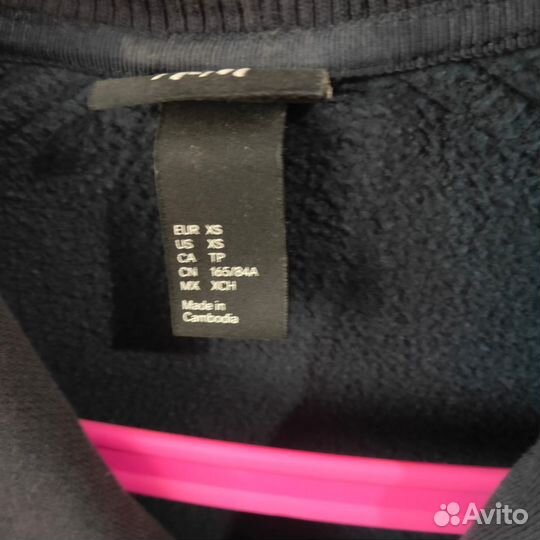 H&M
EUR XS
US XS
CA TP
CN 165/84A
MX XCH
Made in
Cambodia
Avito